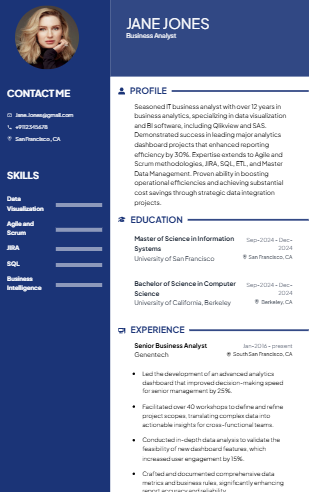 JANE JONES
Business Analyst
CONTACT ME
Jane.Jones@gmail.com
+9112345678
San Francisco, CA
SKILLS
Data
Visualization
Agile and
Scrum
JIRA
SQL
Business
Intelligence
PROFILE
Seasoned IT business analyst with over 12 years in
business analytics, specializing in data visualization
and BI software, including Qlikview and SAS.
Demonstrated success in leading major analytics
dashboard projects that enhanced reporting
efficiency by 30%. Expertise extends to Agile and
Scrum methodologies, JIRA, SQL, ETL, and Master
Data Management. Proven ability in boosting
operational efficiencies and achieving substantial
cost savings through strategic data integration
projects.
EDUCATION
Master of Science in Information
Systems
University of San Francisco
Sep-2024 - Dec-
2024
San Francisco, CA
Bachelor of Science in Computer
Science
University of California, Berkeley
Sep-2024 - Dec-
2024
Berkeley, CA
EXPERIENCE
Senior Business Analyst
Genentech
Jan-2016 - present
South San Francisco, CA
Led the development of an advanced analytics
dashboard that improved decision-making speed
for senior management by 25%.
Facilitated over 40 workshops to define and refine
project scopes, translating complex data into
actionable insights for cross-functional teams.
Conducted in-depth data analysis to validate the
feasibility of new dashboard features, which
increased user engagement by 15%.
Crafted and documented comprehensive data
metrics and business rules, significantly enhancing
report accuracy and reliability.